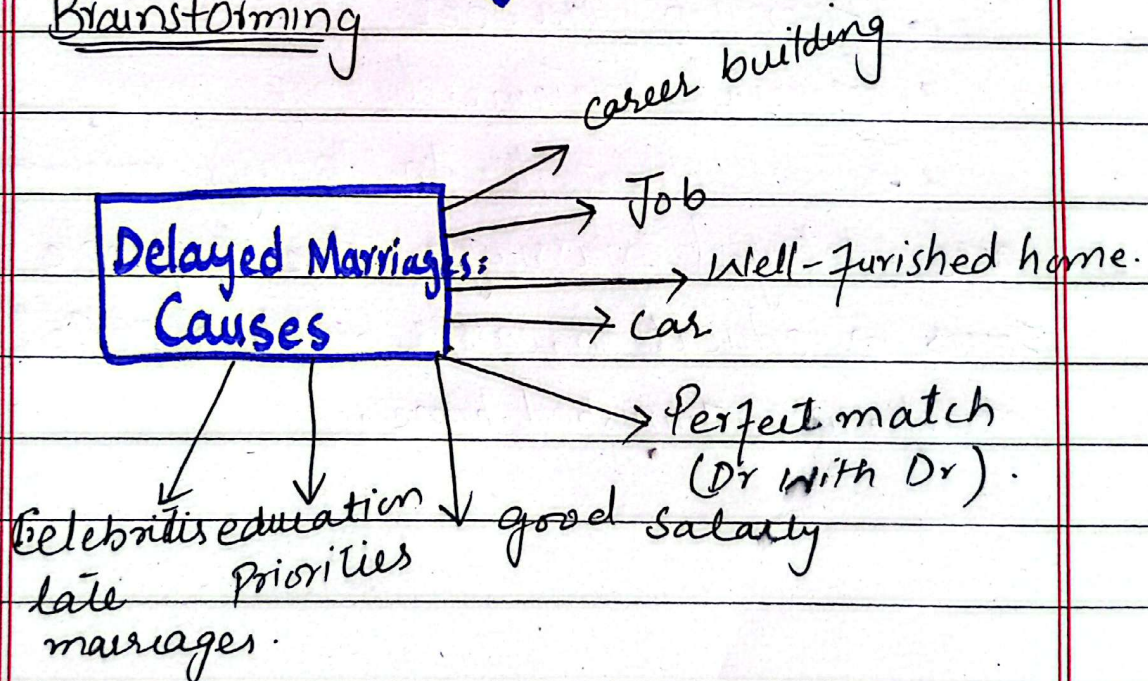 Brainstorming
career building
Job
Delayed Marriages:
Causes
Well-furished home.
Car
Perfect match
(Dr with Dr).
good salary
education
Priorities
Celebritis
late
marriages.